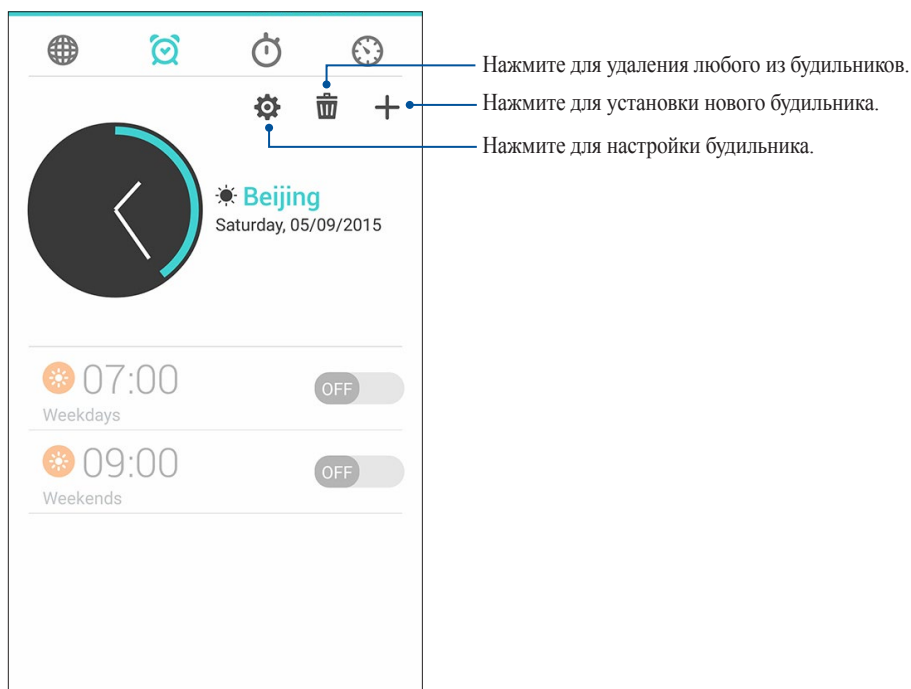 Нажмите для удаления любого из будильников.
Нажмите для установки нового будильника.
Нажмите для настройки будильника.
Beijing
Saturday, 05/09/2015
07:00
OFF
Weekdays
09:00
OFF
Weekends